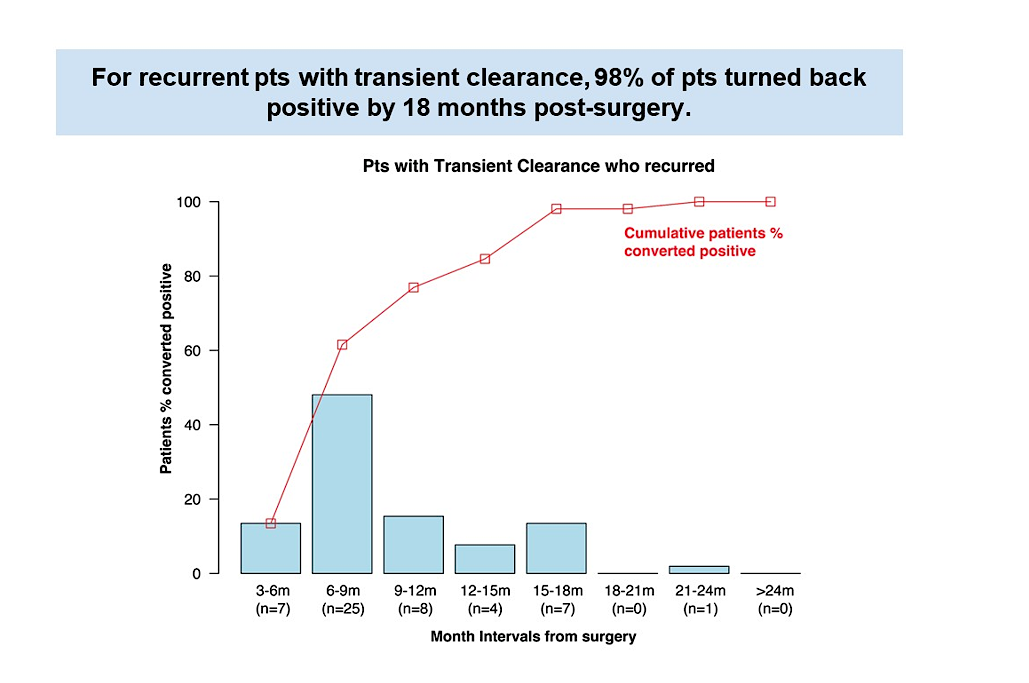 For recurrent pts with transient clearance, 98% of pts turned back
positive by 18 months post-surgery.
Pts with Transient Clearance who recurred
Patients % converted positive
100
80
60
40
20
0
Cumulative patients %
converted positive
3-6m 6-9m 9-12m 12-15m 15-18m 18-21m 21-24m >24m
(n=7) (n=25) (n=8) (n=4) (n=7) (n=0) (n=1) (n=0)
Month Intervals from surgery